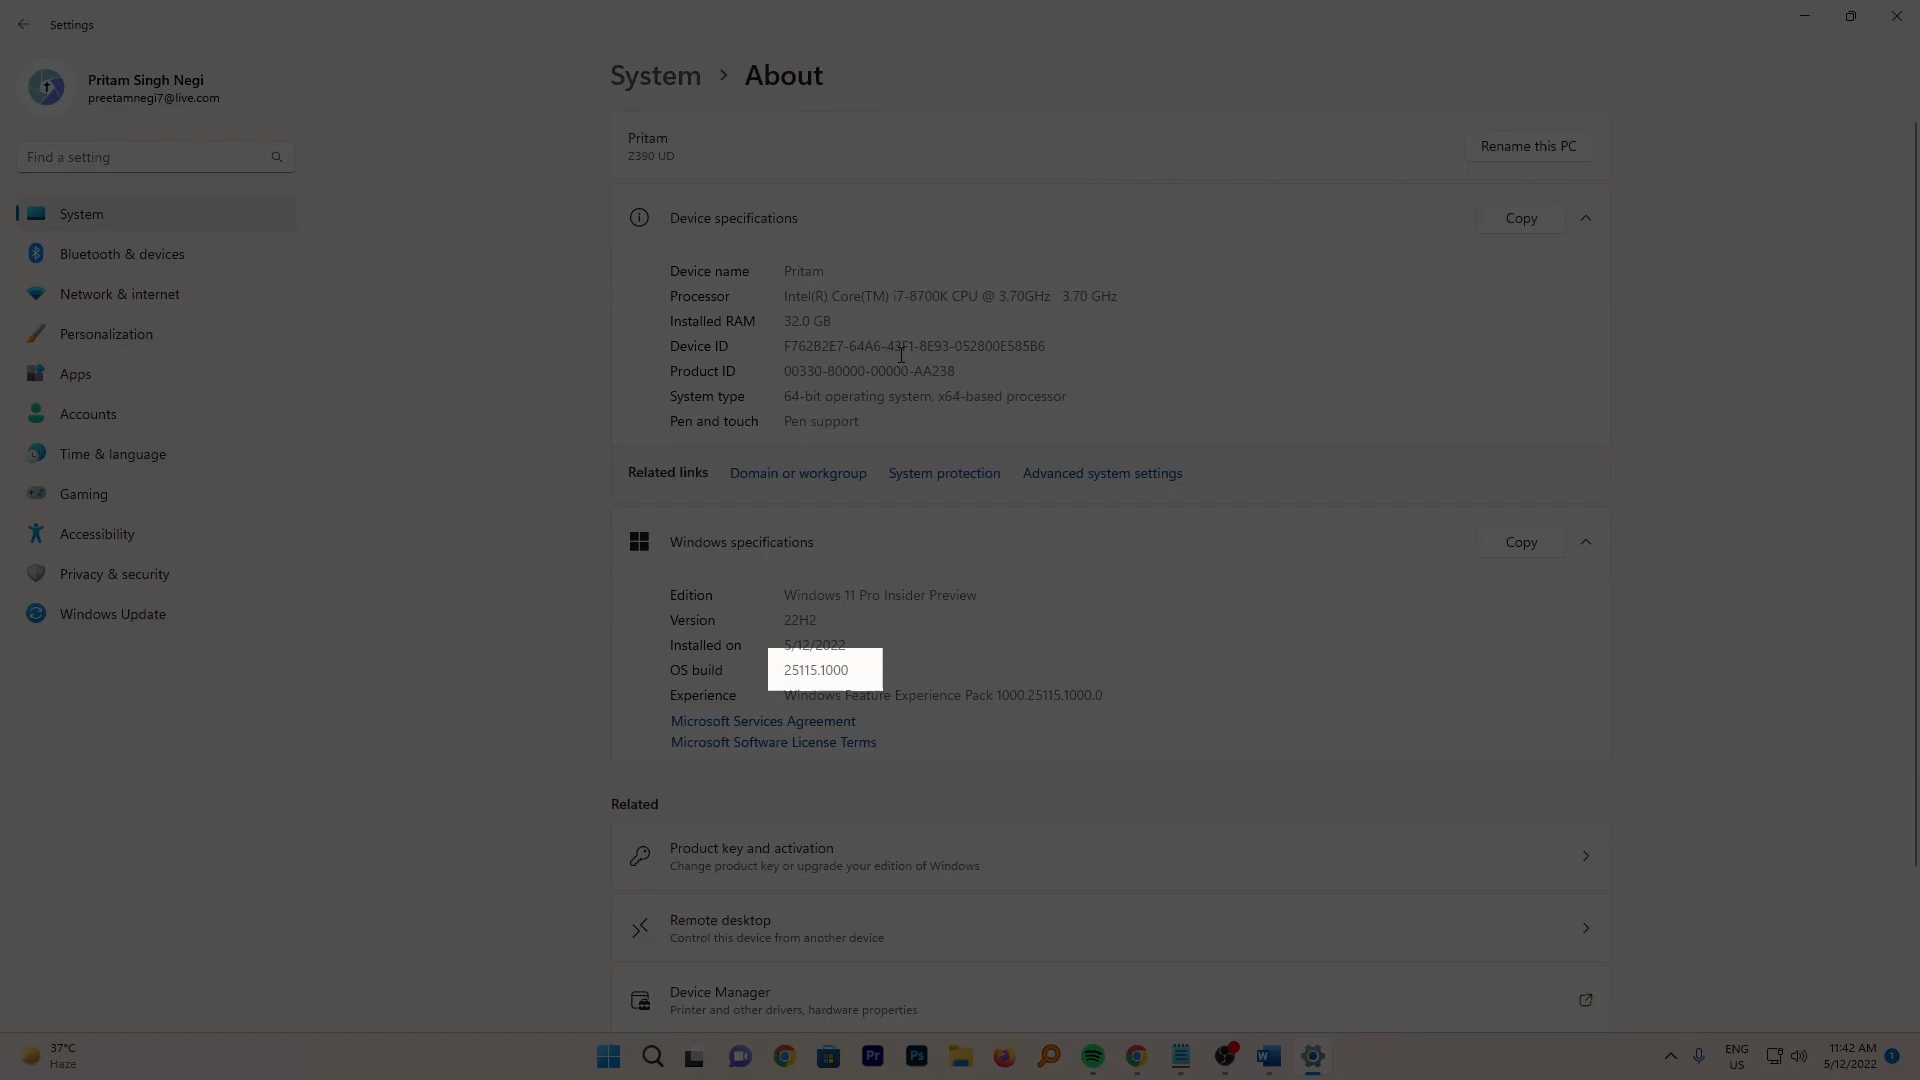 Settings
Pritam Singh Negi
preetamnegi7@live.com
Find a setting
System
Bluetooth & devices
Network & internet
Personalization
Apps
Accounts
Time & language
Gaming
Accessibility
Privacy & security
Windows Update
System > About
Pritam
Z390 UD
Rename this PC
Device specifications
Copy
Device name Pritam
Processor Intel(R) Core(TM) i7-8700K CPU @ 3.70GHz 3.70 GHz
Installed RAM 32.0 GB
Device ID F762B2E7-64A6-43F1-8E93-052800E585B6
Product ID 00330-80000-00000-AA238
System type 64-bit operating system, x64-based processor
Pen and touch Pen support
Related links Domain or workgroup System protection Advanced system settings
Windows specifications
Copy
Edition Windows 11 Pro Insider Preview
Version 22H2
Installed on 5/12/2022
OS build 25115.1000
Experience Windows Feature Experience Pack 1000.25115.1000.0
Microsoft Services Agreement
Microsoft Software License Terms
Related
Product key and activation
Change product key or upgrade your edition of Windows
Remote desktop
Control this device from another device
Device Manager
Printer and other drivers, hardware properties
37°C
Haze
Pr
Ps
W
ENG
US
11:42 AM
5/12/2022
1